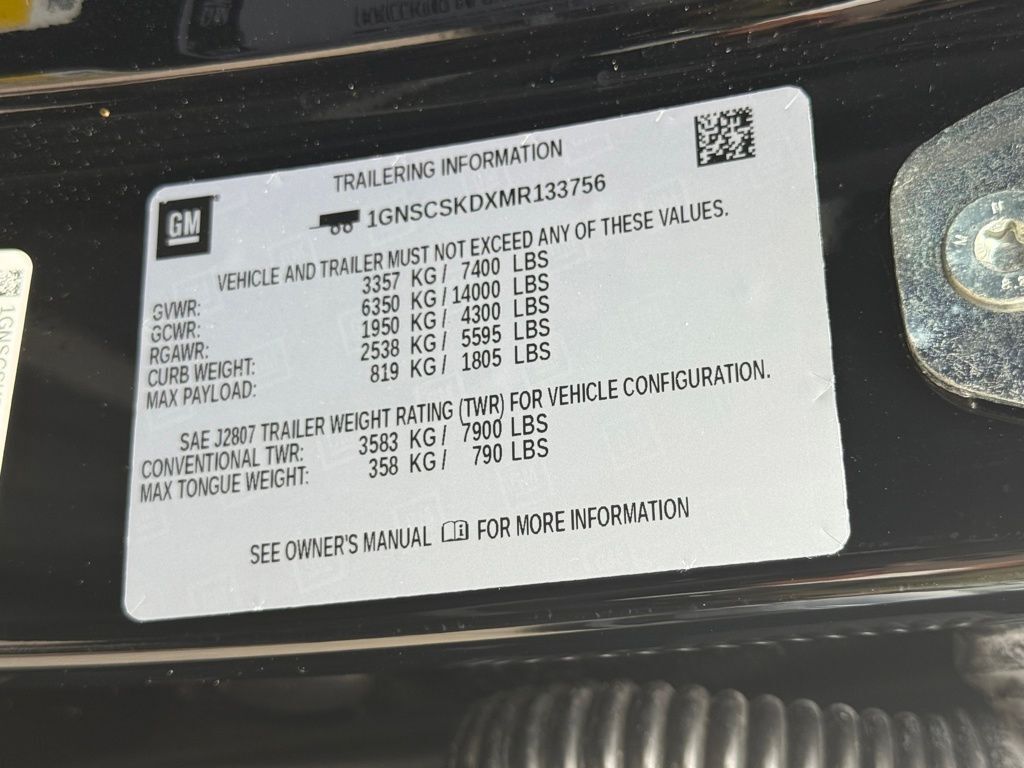 TRAILERING INFORMATION
GM
1GNSCSKDXMR133756
VEHICLE AND TRAILER MUST NOT EXCEED ANY OF THESE VALUES.
GVWR: 3357 KG/ 7400 LBS
GCWR: 6350 KG/ 14000 LBS
RGAWR: 1950 KG/ 4300 LBS
CURB WEIGHT: 2538 KG/ 5595 LBS
MAX PAYLOAD: 819 KG/ 1805 LBS
SAE J2807 TRAILER WEIGHT RATING (TWR) FOR VEHICLE CONFIGURATION.
CONVENTIONAL TWR: 3583 KG/ 7900 LBS
MAX TONGUE WEIGHT: 358 KG/ 790 LBS
SEE OWNER'S MANUAL FOR MORE INFORMATION